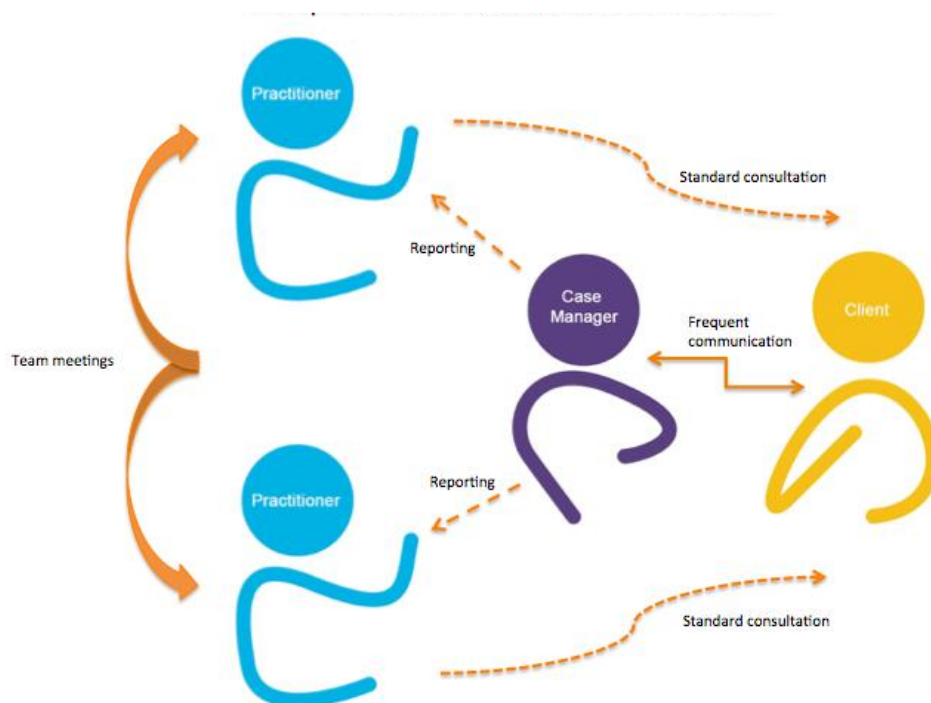 Practitioner
Standard consultation
Reporting
Case
Manager
Client
Frequent
communication
Team meetings
Reporting
Practitioner
Standard consultation